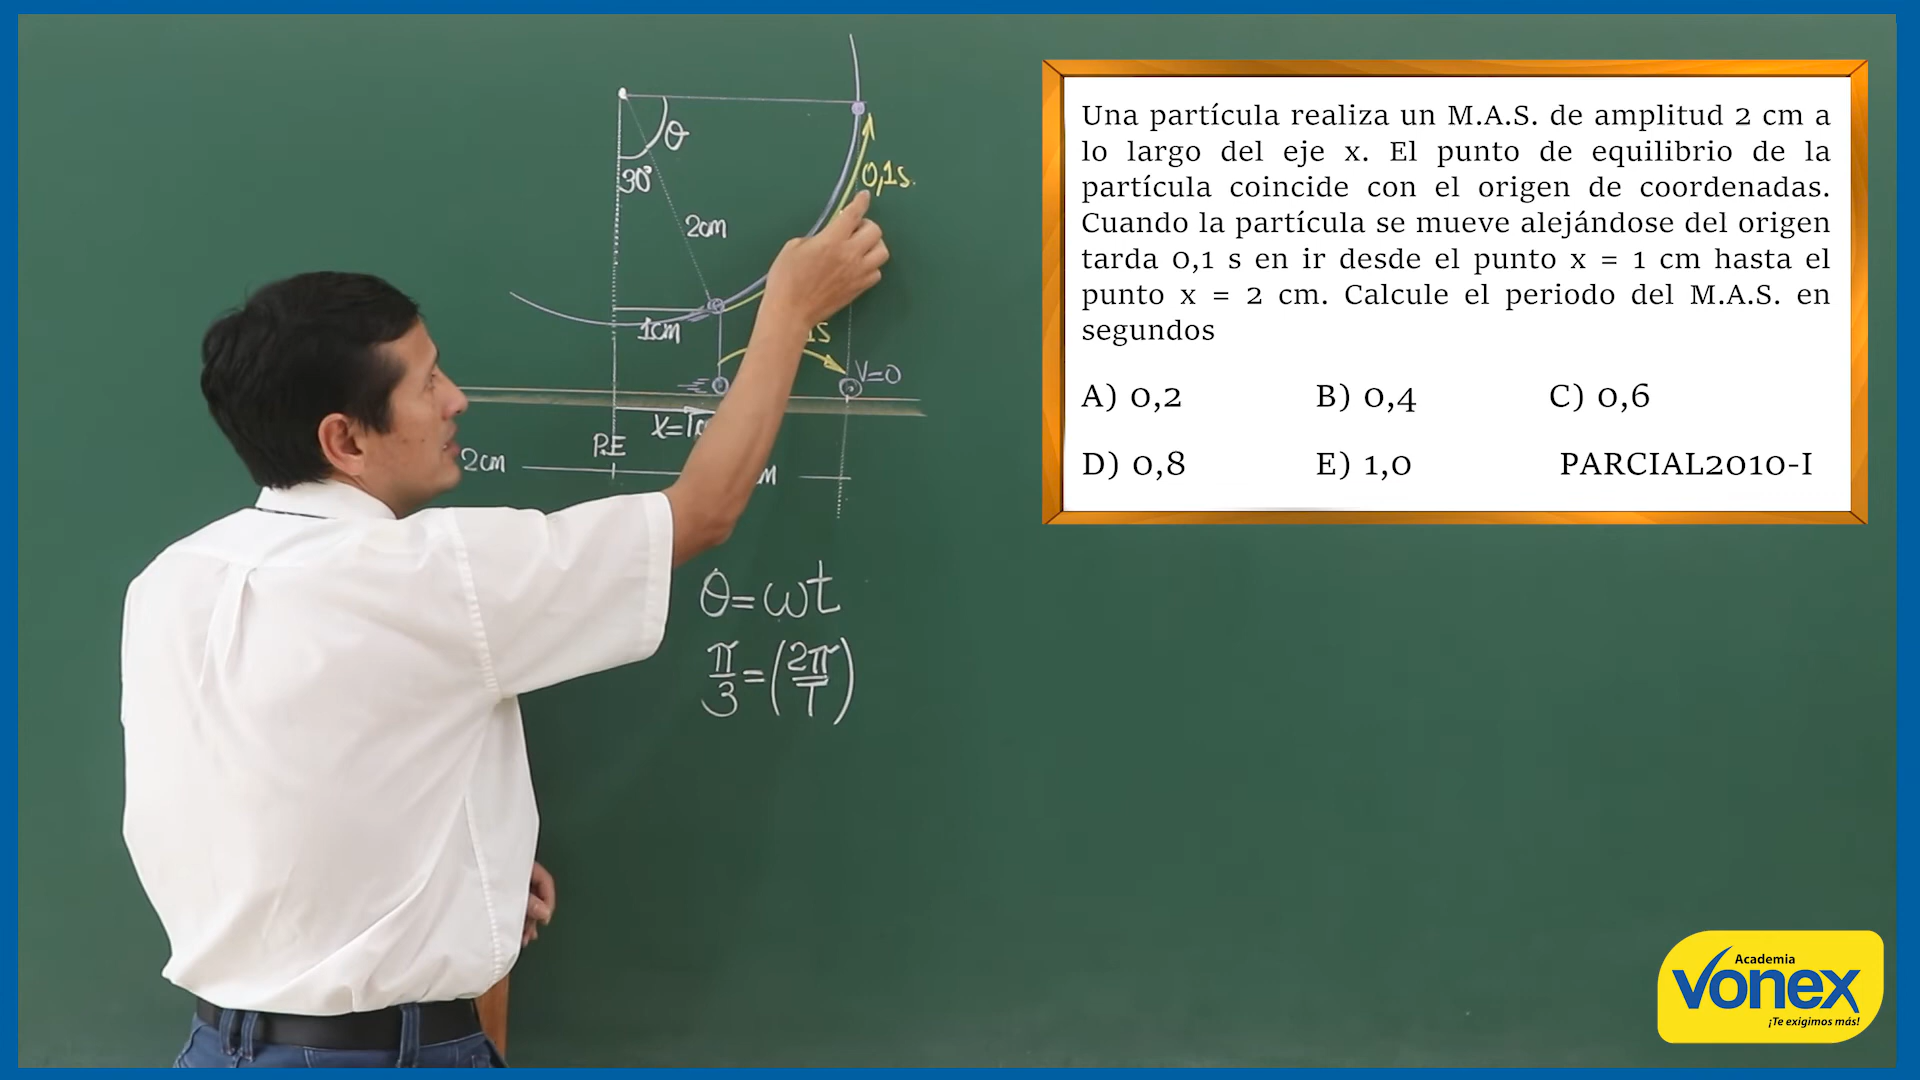 θ
30°
0,1s.
2cm
1cm
1s
V=0
P.E
2cm
θ=ωt
π/3=(2π/T)
Una partícula realiza un M.A.S. de amplitud 2 cm a
lo largo del eje x. El punto de equilibrio de la
partícula coincide con el origen de coordenadas.
Cuando la partícula se mueve alejándose del origen
tarda 0,1 s en ir desde el punto x = 1 cm hasta el
punto x = 2 cm. Calcule el periodo del M.A.S. en
segundos
A) 0,2 B) 0,4 C) 0,6
D) 0,8 E) 1,0 PARCIAL2010-I
Academia
vonex
¡Te exigimos más!